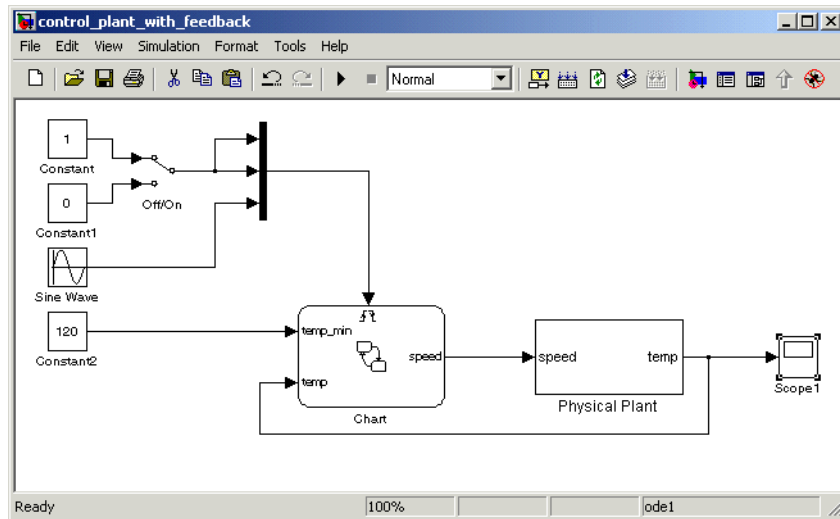 control_plant_with_feedback
File Edit View Simulation Format Tools Help
Normal
1
Constant
0
Constant1
Off/On
Sine Wave
120
Constant2
temp_min
temp
speed
Chart
speed
temp
Physical Plant
Scope1
Ready
100%
ode1